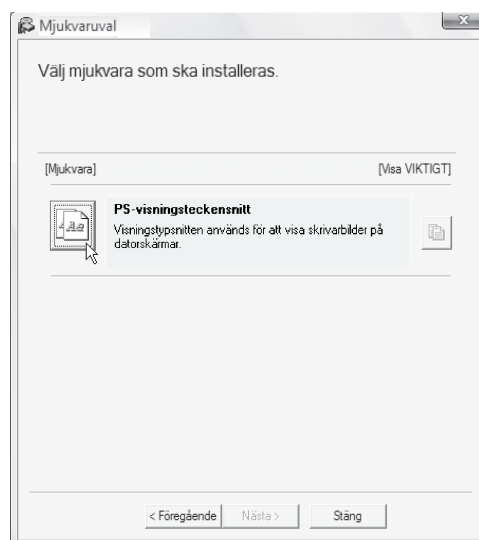 Mjukvaruval
Välj mjukvara som ska installeras.
[Mjukvara] [Visa VIKTIGT]
PS-visningsteckensnitt
Visningstypsnitten används för att visa skrivarbilder på
datorskärmar.
< Föregående Nästa > Stäng